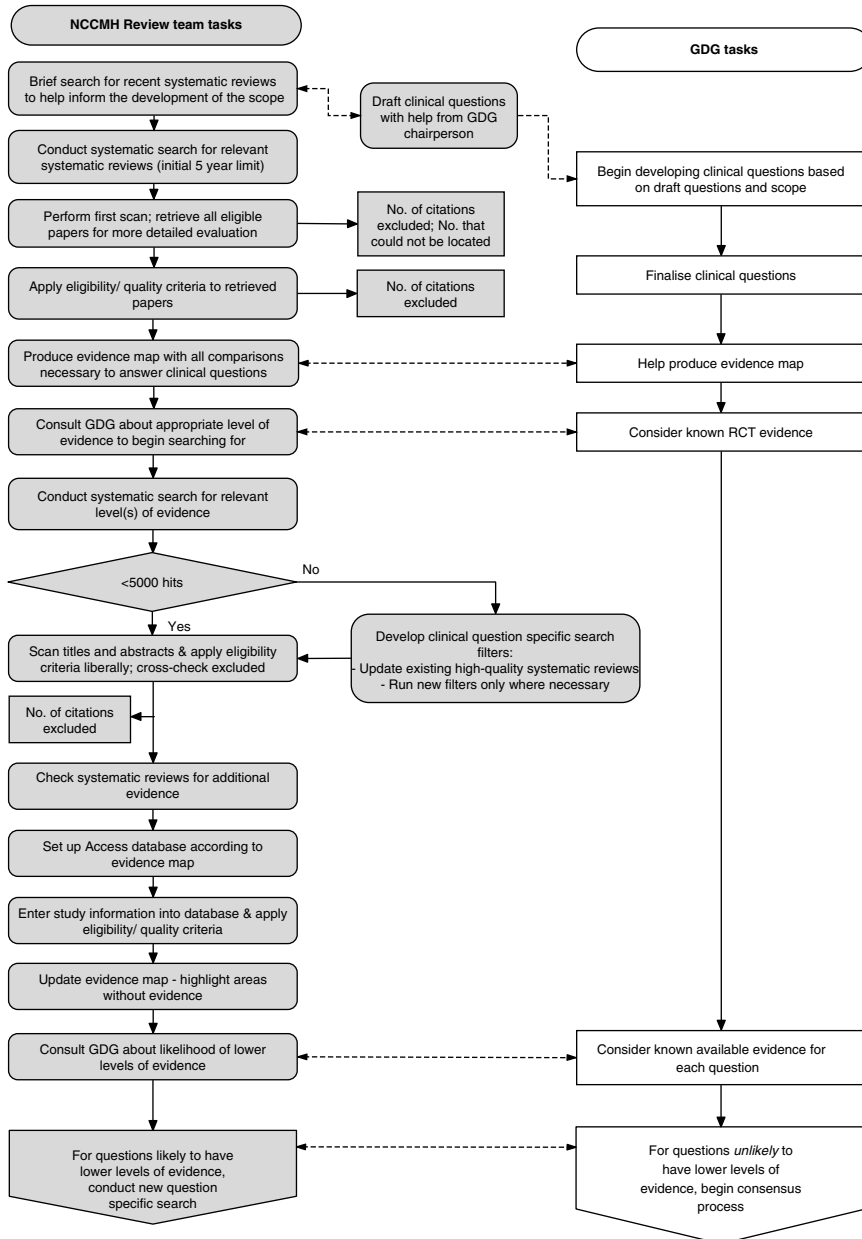 NCCMH Review team tasks
GDG tasks
Brief search for recent systematic reviews
to help inform the development of the scope
Draft clinical questions
with help from GDG
chairperson
Conduct systematic search for relevant
systematic reviews (initial 5 year limit)
Begin developing clinical questions based
on draft questions and scope
Perform first scan; retrieve all eligible
papers for more detailed evaluation
No. of citations
excluded; No. that
could not be located
Finalise clinical questions
Apply eligibility/ quality criteria to retrieved
papers
No. of citations
excluded
Produce evidence map with all comparisons
necessary to answer clinical questions
Help produce evidence map
Consult GDG about appropriate level of
evidence to begin searching for
Consider known RCT evidence
Conduct systematic search for relevant
level(s) of evidence
<5000 hits
No
Yes
Develop clinical question specific search
filters:
- Update existing high-quality systematic reviews
- Run new filters only where necessary
Scan titles and abstracts & apply eligibility
criteria liberally; cross-check excluded
No. of citations
excluded
Check systematic reviews for additional
evidence
Set up Access database according to
evidence map
Enter study information into database & apply
eligibility/ quality criteria
Update evidence map - highlight areas
without evidence
Consult GDG about likelihood of lower
levels of evidence
Consider known available evidence for
each question
For questions likely to have
lower levels of evidence,
conduct new question
specific search
For questions unlikely to
have lower levels of
evidence, begin consensus
process